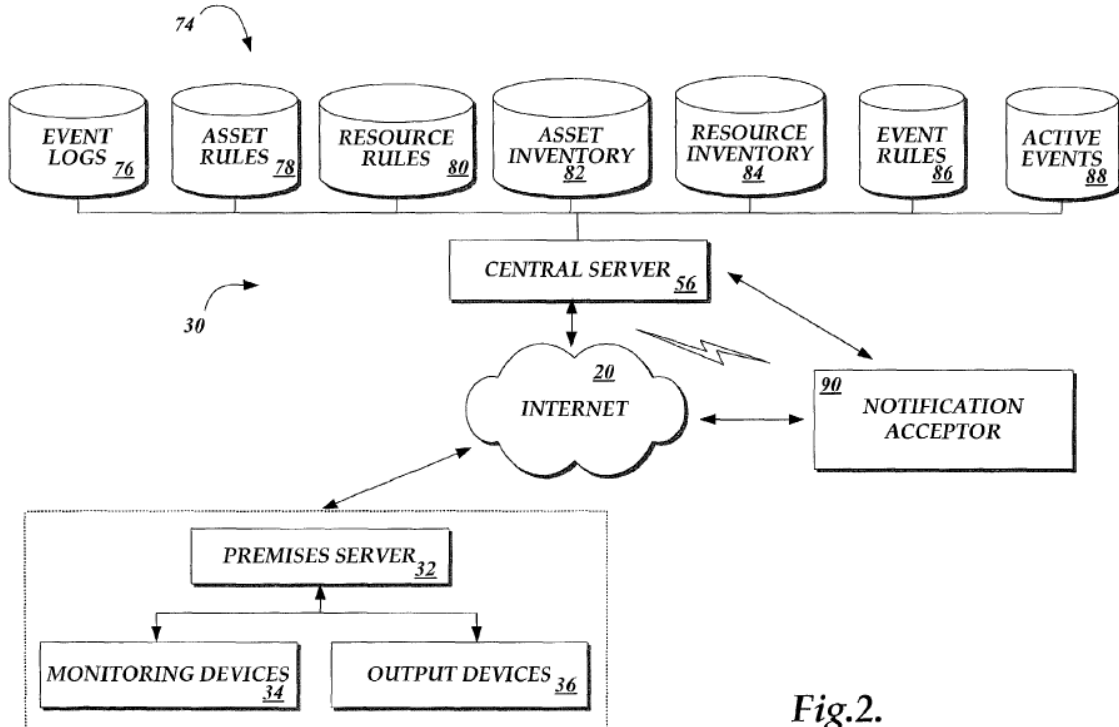 74
EVENT
LOGS 76
ASSET
RULES 78
RESOURCE
RULES 80
ASSET
INVENTORY
82
RESOURCE
INVENTORY
84
EVENT
RULES
86
ACTIVE
EVENTS
88
CENTRAL SERVER 56
30
20
INTERNET
90
NOTIFICATION
ACCEPTOR
PREMISES SERVER 32
MONITORING DEVICES 34
OUTPUT DEVICES 36
Fig.2.